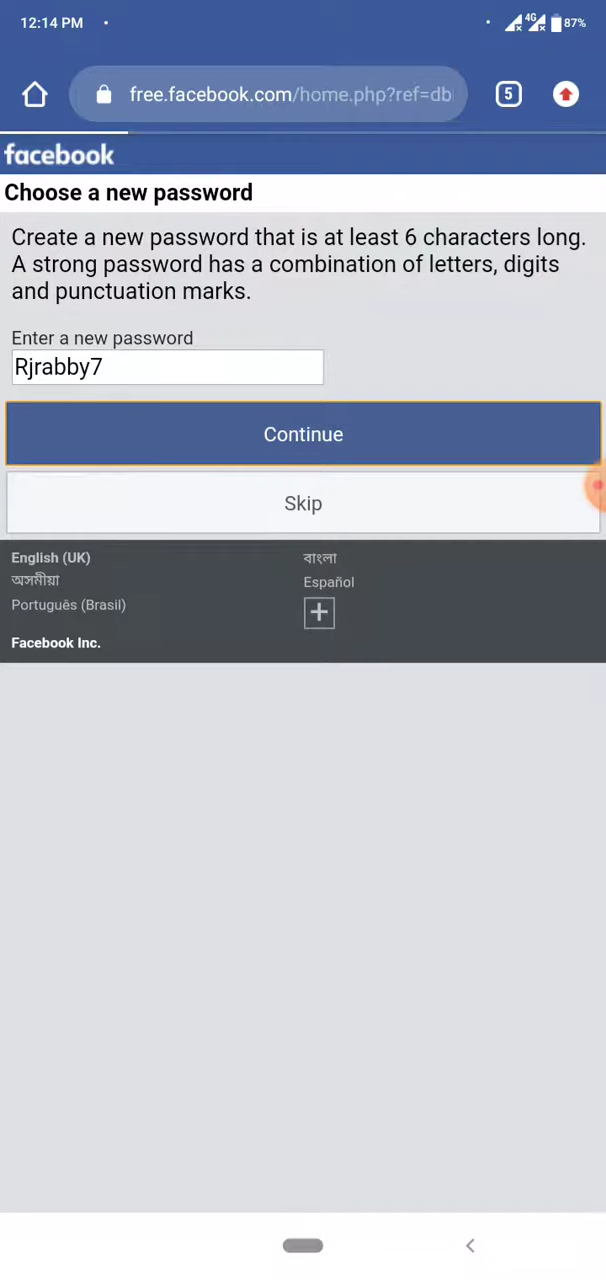 12:14 PM
4G 87%
free.facebook.com/home.php?ref=db
5
facebook
Choose a new password
Create a new password that is at least 6 characters long.
A strong password has a combination of letters, digits
and punctuation marks.
Enter a new password
Rjrabby7
Continue
Skip
English (UK)
বাংলা
অসমীয়া
Español
Português (Brasil)
Facebook Inc.